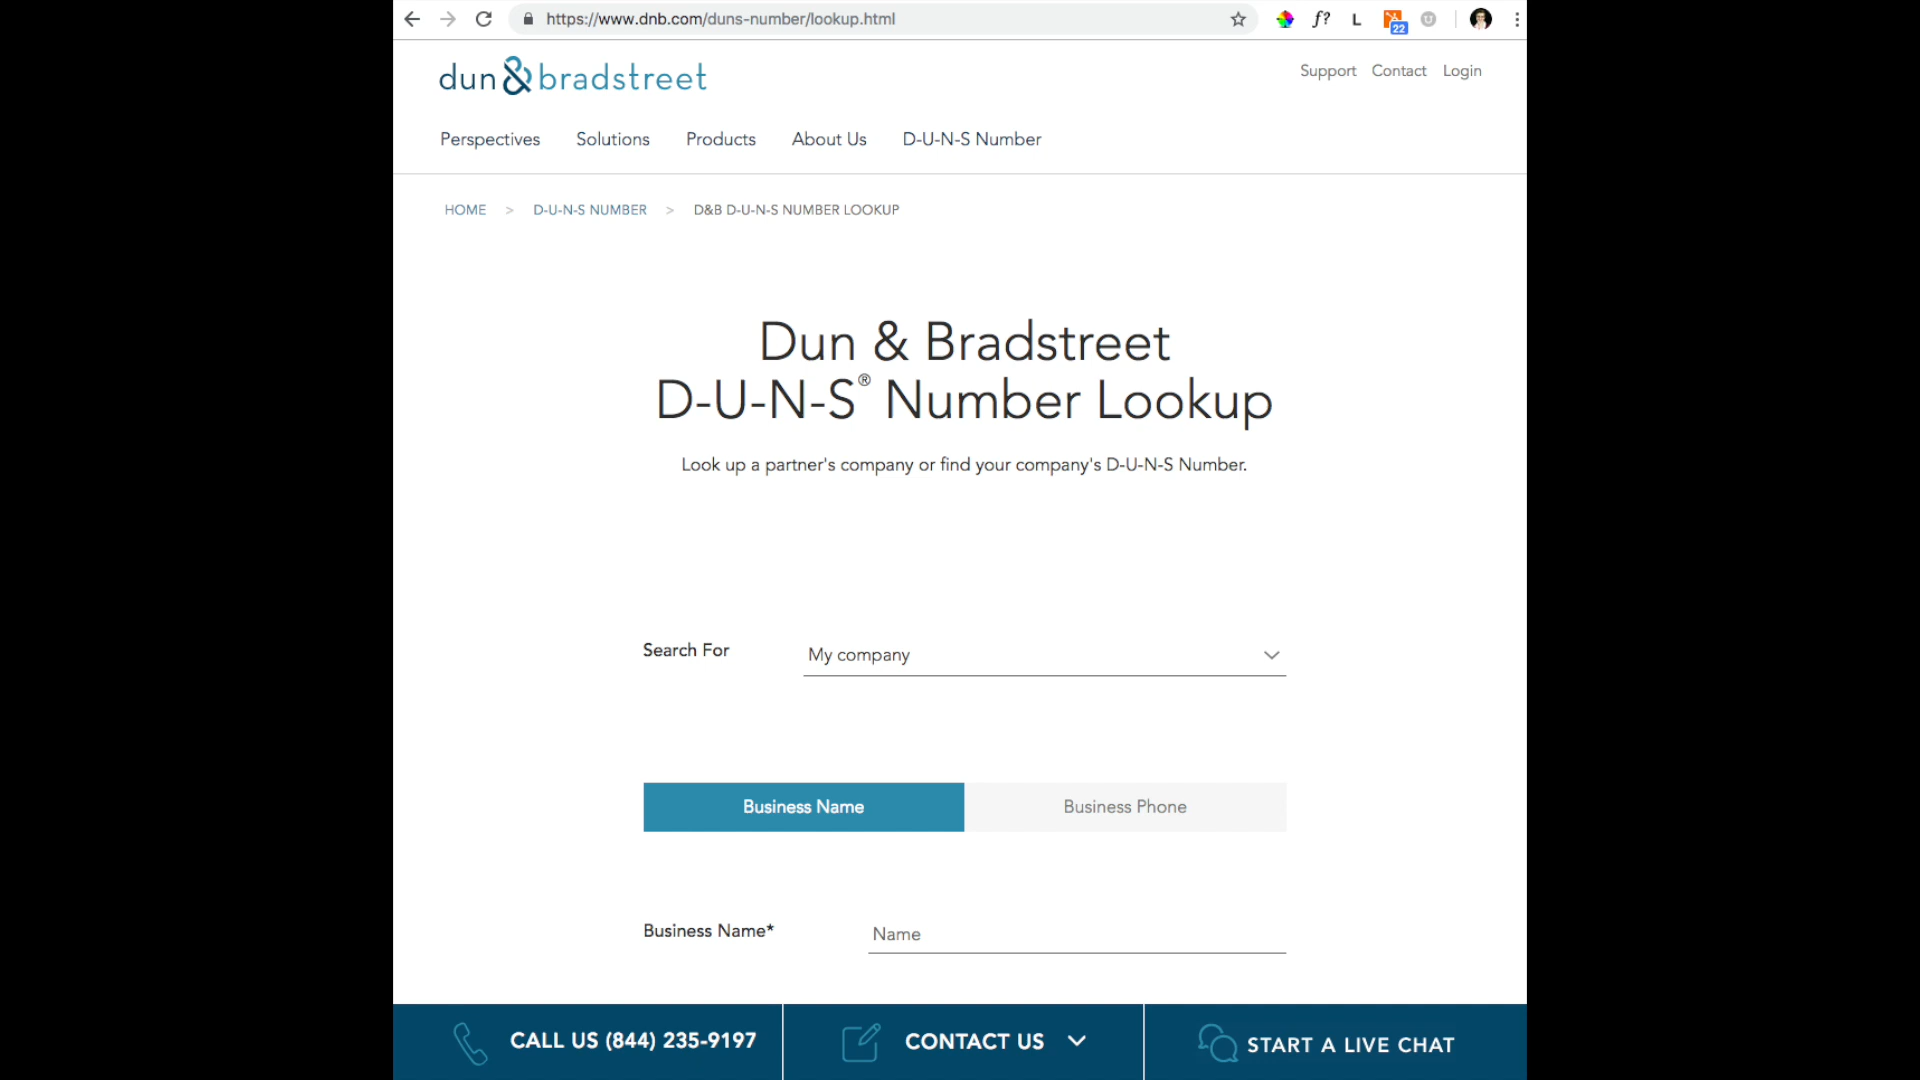 https://www.dnb.com/duns-number/lookup.html
f?
L
22
dun&bradstreet
Support Contact Login
Perspectives Solutions Products About Us D-U-N-S Number
HOME > D-U-N-S NUMBER > D&B D-U-N-S NUMBER LOOKUP
Dun & Bradstreet
D-U-N-S® Number Lookup
Look up a partner's company or find your company's D-U-N-S Number.
Search For My company
Business Name Business Phone
Business Name* Name
CALL US (844) 235-9197 CONTACT US START A LIVE CHAT